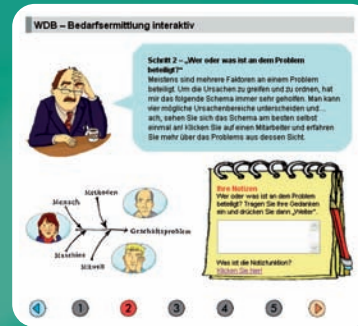 WDB – Bedarfsermittlung interaktiv
Schritt 2 – „Wer oder was ist an dem Problem
beteiligt?“
Meistens sind mehrere Faktoren an einem Problem
beteiligt. Um die Ursachen zu greifen und zu ordnen, hat
mir das folgende Schema immer sehr geholfen. Man kann
vier mögliche Ursachenbereiche unterscheiden und...
ach, sehen Sie sich das Schema am besten selbst
einmal an! Klicken Sie auf einen Mitarbeiter und erfahren
Sie mehr über das Problems aus dessen Sicht.
Mensch
Methoden
Geschäftsproblem
Maschine
Mitwelt
Ihre Notizen
Wer oder was ist an dem Problem
beteiligt? Tragen Sie Ihre Gedanken
ein und drücken Sie dann „Weiter“.
Was ist die Notizfunktion?
Klicken Sie hier!
1 2 3 4 5